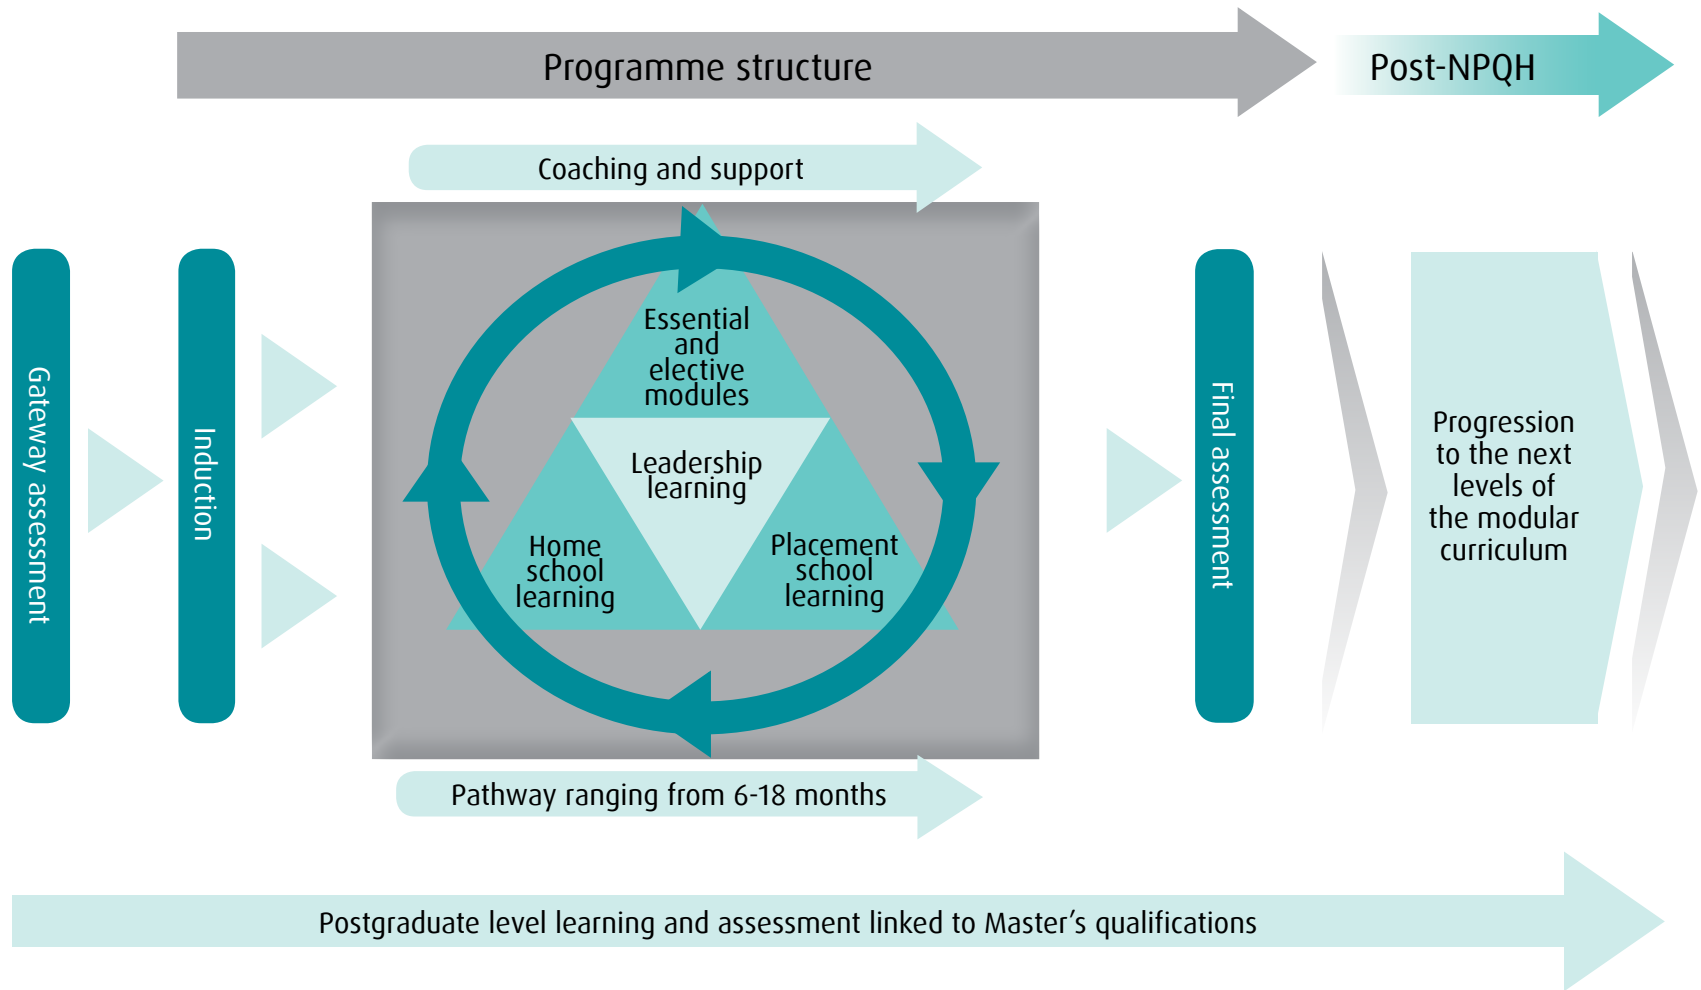 Programme structure
Post-NPQH
Coaching and support
Gateway assessment
Induction
Essential
and
elective
modules
Leadership
learning
Home
school
learning
Placement
school
learning
Final assessment
Progression
to the next
levels of
the modular
curriculum
Pathway ranging from 6-18 months
Postgraduate level learning and assessment linked to Master’s qualifications